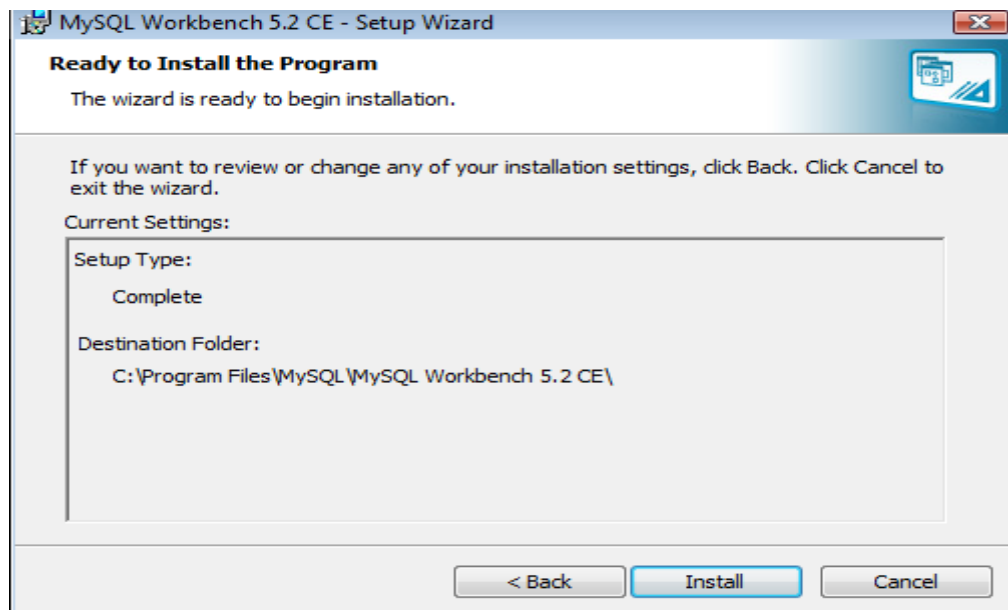 MySQL Workbench 5.2 CE - Setup Wizard
Ready to Install the Program
The wizard is ready to begin installation.
If you want to review or change any of your installation settings, click Back. Click Cancel to
exit the wizard.
Current Settings:
Setup Type:
Complete
Destination Folder:
C:\Program Files\MySQL\MySQL Workbench 5.2 CE\
< Back
Install
Cancel